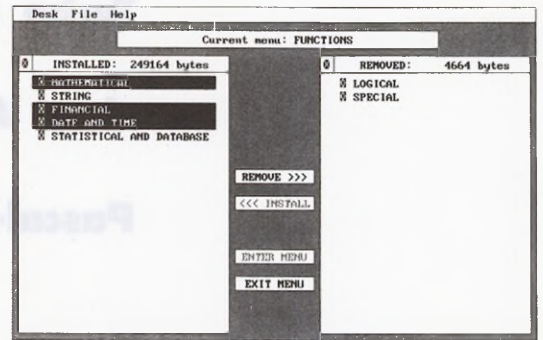 Desk File Help
Current menu: FUNCTIONS
INSTALLED: 249164 bytes
MATHEMATICAL
STRING
FINANCIAL
DATE AND TIME
STATISTICAL AND DATABASE
REMOVE >>>
<<< INSTALL
ENTER MENU
EXIT MENU
REMOVED: 4664 bytes
LOGICAL
SPECIAL